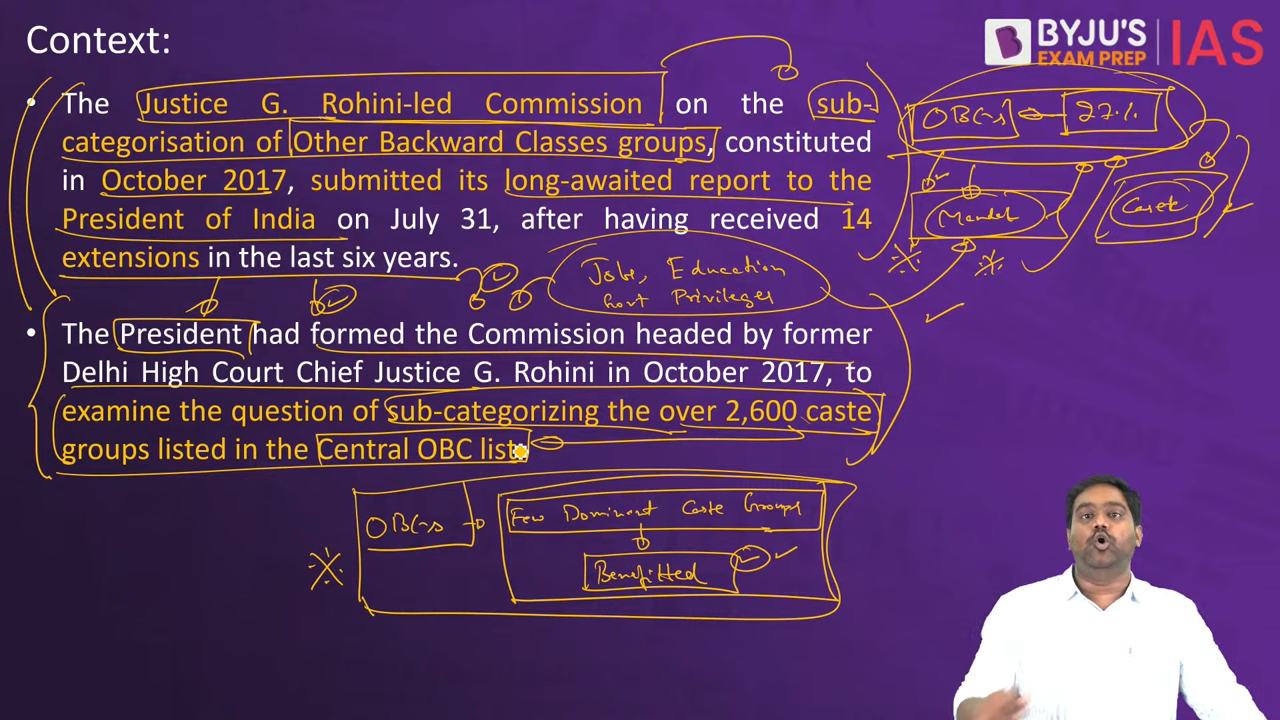 Context:
BYJU'S
EXAM PREP
IAS
• The Justice G. Rohini-led Commission on the sub-
categorisation of Other Backward Classes groups, constituted
in October 2017, submitted its long-awaited report to the
President of India on July 31, after having received 14
extensions in the last six years.
OBCs
27%
Mandal
Caste
Jobs, Education
Govt Privileges
• The President had formed the Commission headed by former
Delhi High Court Chief Justice G. Rohini in October 2017, to
examine the question of sub-categorizing the over 2,600 caste
groups listed in the Central OBC list.
OBCs
Few Dominent Caste Groups
Benefitted